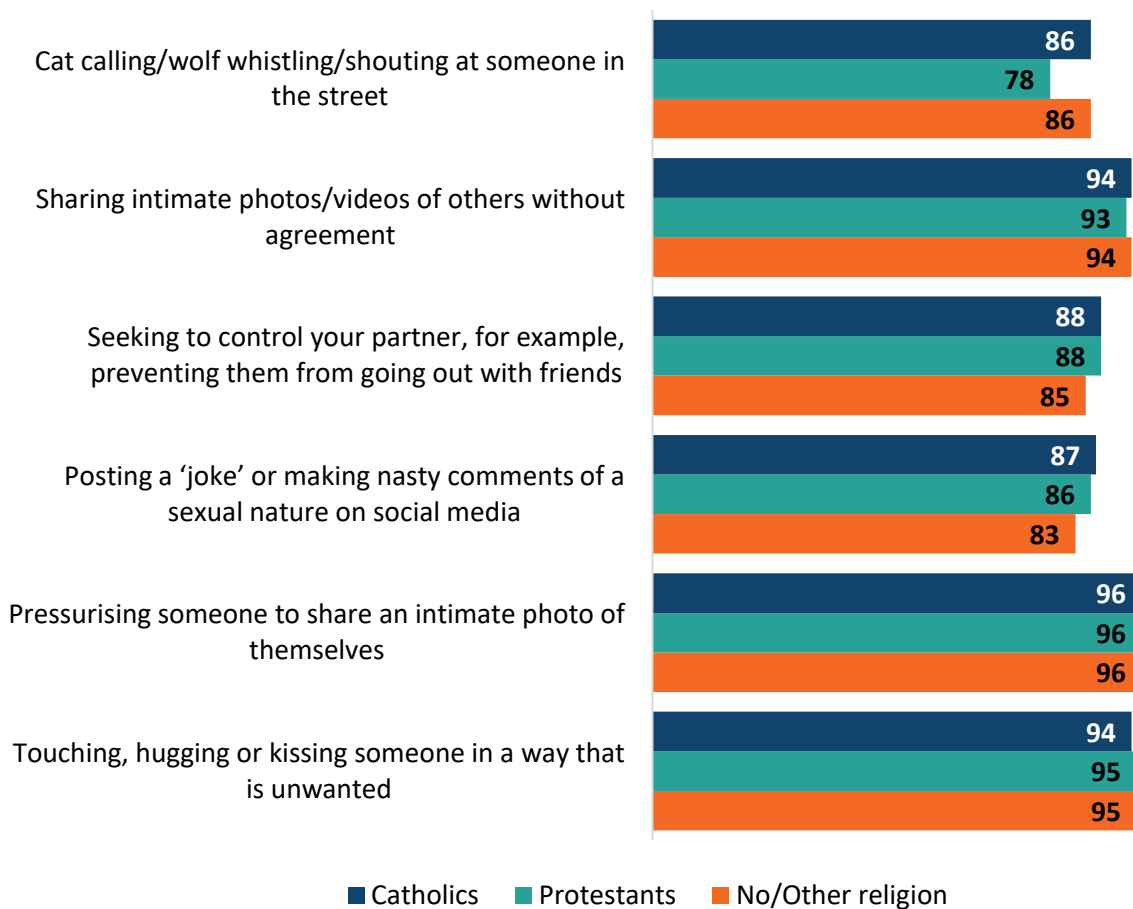 Cat calling/wolf whistling/shouting at someone in
the street
86
78
86
Sharing intimate photos/videos of others without
agreement
94
93
94
Seeking to control your partner, for example,
preventing them from going out with friends
88
88
85
Posting a ‘joke’ or making nasty comments of a
sexual nature on social media
87
86
83
Pressurising someone to share an intimate photo of
themselves
96
96
96
Touching, hugging or kissing someone in a way that
is unwanted
94
95
95
Catholics Protestants No/Other religion